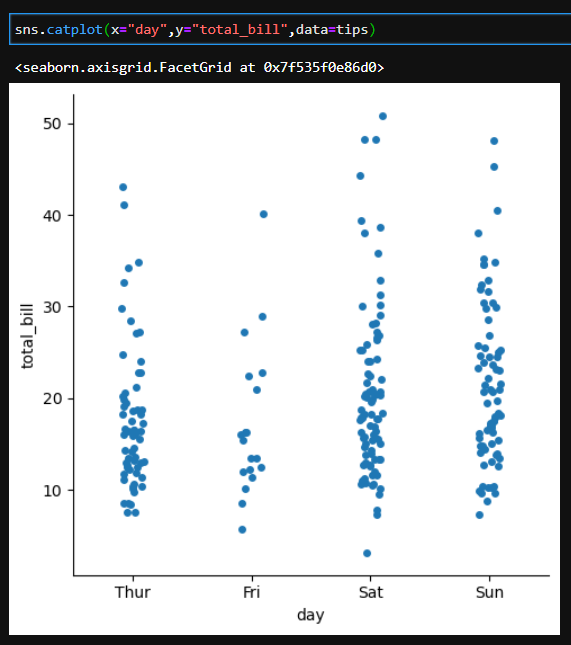 sns.catplot(x="day",y="total_bill",data=tips)
<seaborn.axisgrid.FacetGrid at 0x7f535f0e86d0>
50
40
30
20
10
total_bill
Thur Fri Sat Sun
day